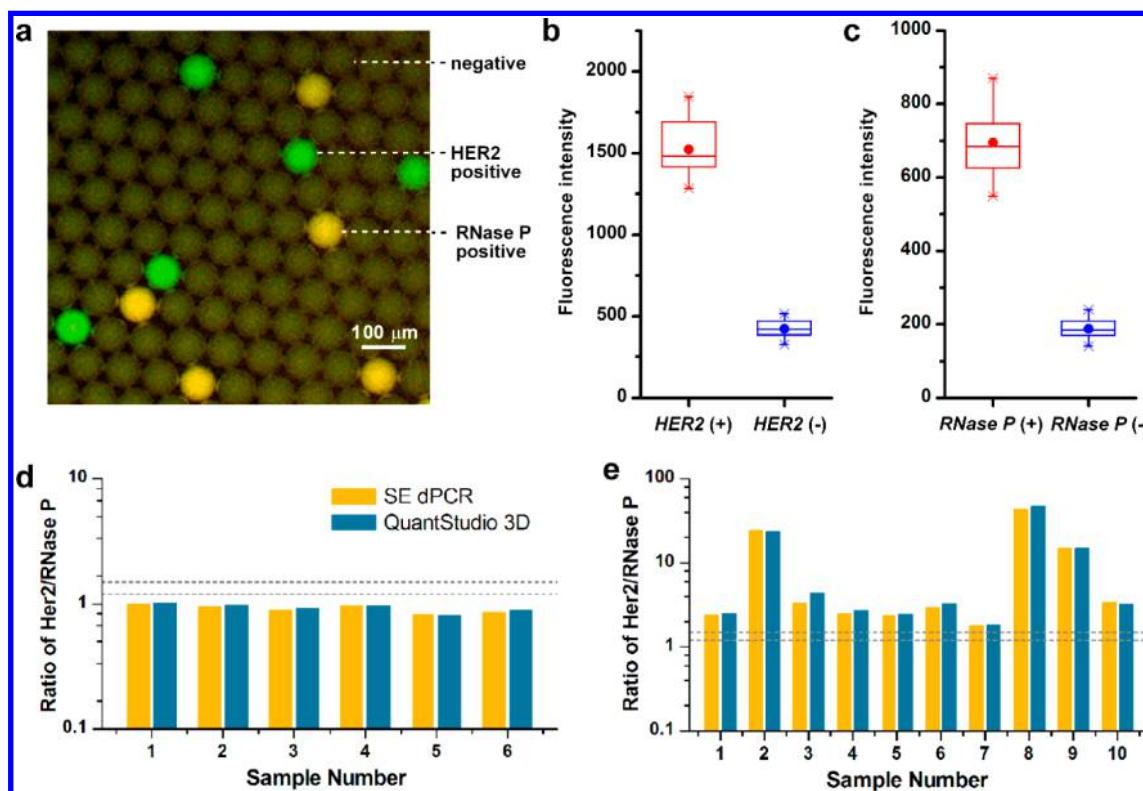 a
negative
HER2
positive
RNase P
positive
100 μm
b
Fluorescence intensity
2250
2000
1500
1000
500
0
HER2 (+) HER2 (-)
c
Fluorescence intensity
1000
800
600
400
200
0
RNase P (+) RNase P (-
d
Ratio of Her2/RNase P
10
1
0.1
SE dPCR
QuantStudio 3D
1 2 3 4 5 6
Sample Number
e
Ratio of Her2/RNase P
100
10
1
0.1
1 2 3 4 5 6 7 8 9 10
Sample Number